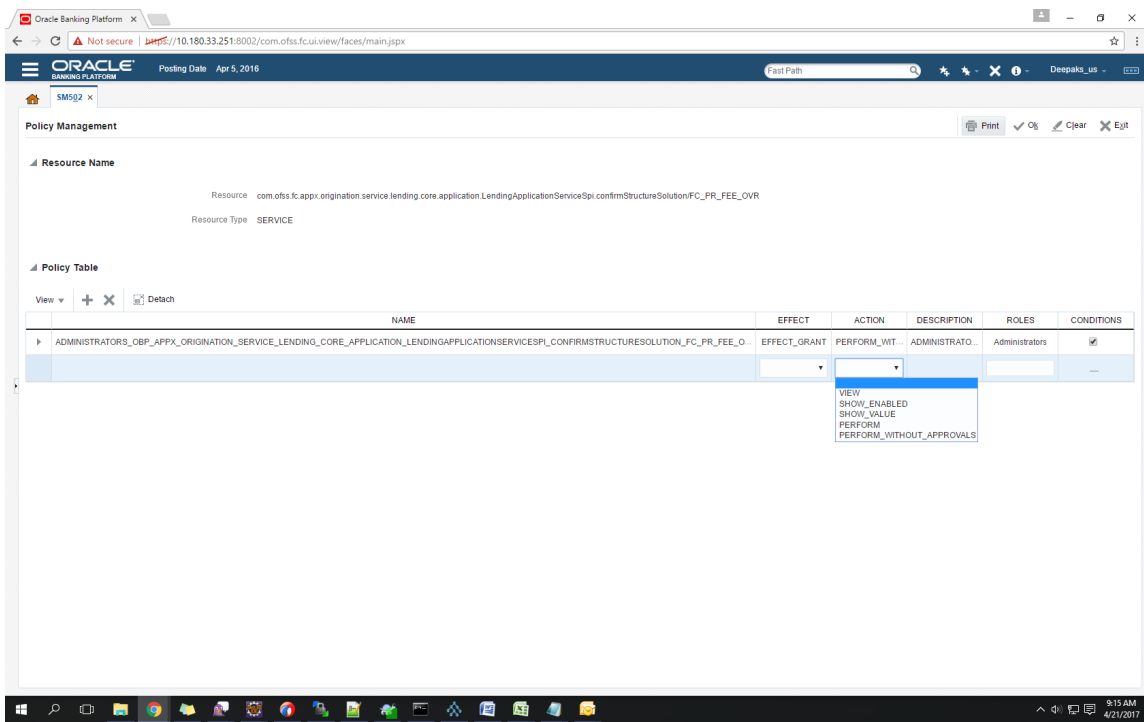 Oracle Banking Platform
Not secure | https://10.180.33.251:8002/com.ofss.fc.ui.view/faces/main.jspx
ORACLE
BANKING PLATFORM
Posting Date Apr 5, 2016
Fast Path
Deepaks_us
SM502
Policy Management
Print Ok Clear Exit
Resource Name
Resource com.ofss.fc.appx.origination.service.lending.core.application.LendingApplicationServiceSpi.confirmStructureSolution/FC_PR_FEE_OVR
Resource Type SERVICE
Policy Table
View Detach
NAME EFFECT ACTION DESCRIPTION ROLES CONDITIONS
ADMINISTRATORS_OBP_APPX_ORIGINATION_SERVICE_LENDING_CORE_APPLICATION_LENDINGAPPLICATIONSERVICESPI_CONFIRMSTRUCTURESOLUTION_FC_PR_FEE_O... EFFECT_GRANT PERFORM_WIT... ADMINISTRATO... Administrators
VIEW
SHOW_ENABLED
SHOW_VALUE
PERFORM
PERFORM_WITHOUT_APPROVALS
9:15 AM
4/21/2017